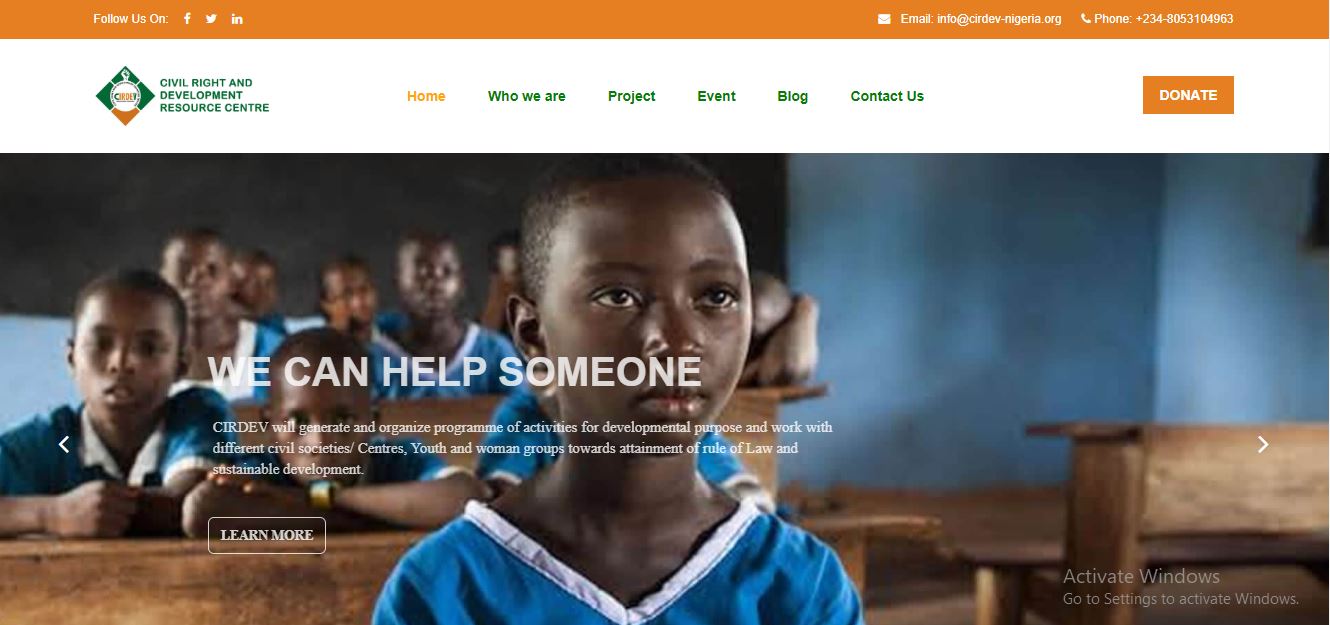 Follow Us On:
Email: info@cirdev-nigeria.org
Phone: +234-8053104963
CIRDEV
CIVIL RIGHT AND
DEVELOPMENT
RESOURCE CENTRE
Home
Who we are
Project
Event
Blog
Contact Us
DONATE
WE CAN HELP SOMEONE
CIRDEV will generate and organize programme of activities for developmental purpose and work with
different civil societies/ Centres, Youth and woman groups towards attainment of rule of Law and
sustainable development.
LEARN MORE
Activate Windows
Go to Settings to activate Windows.